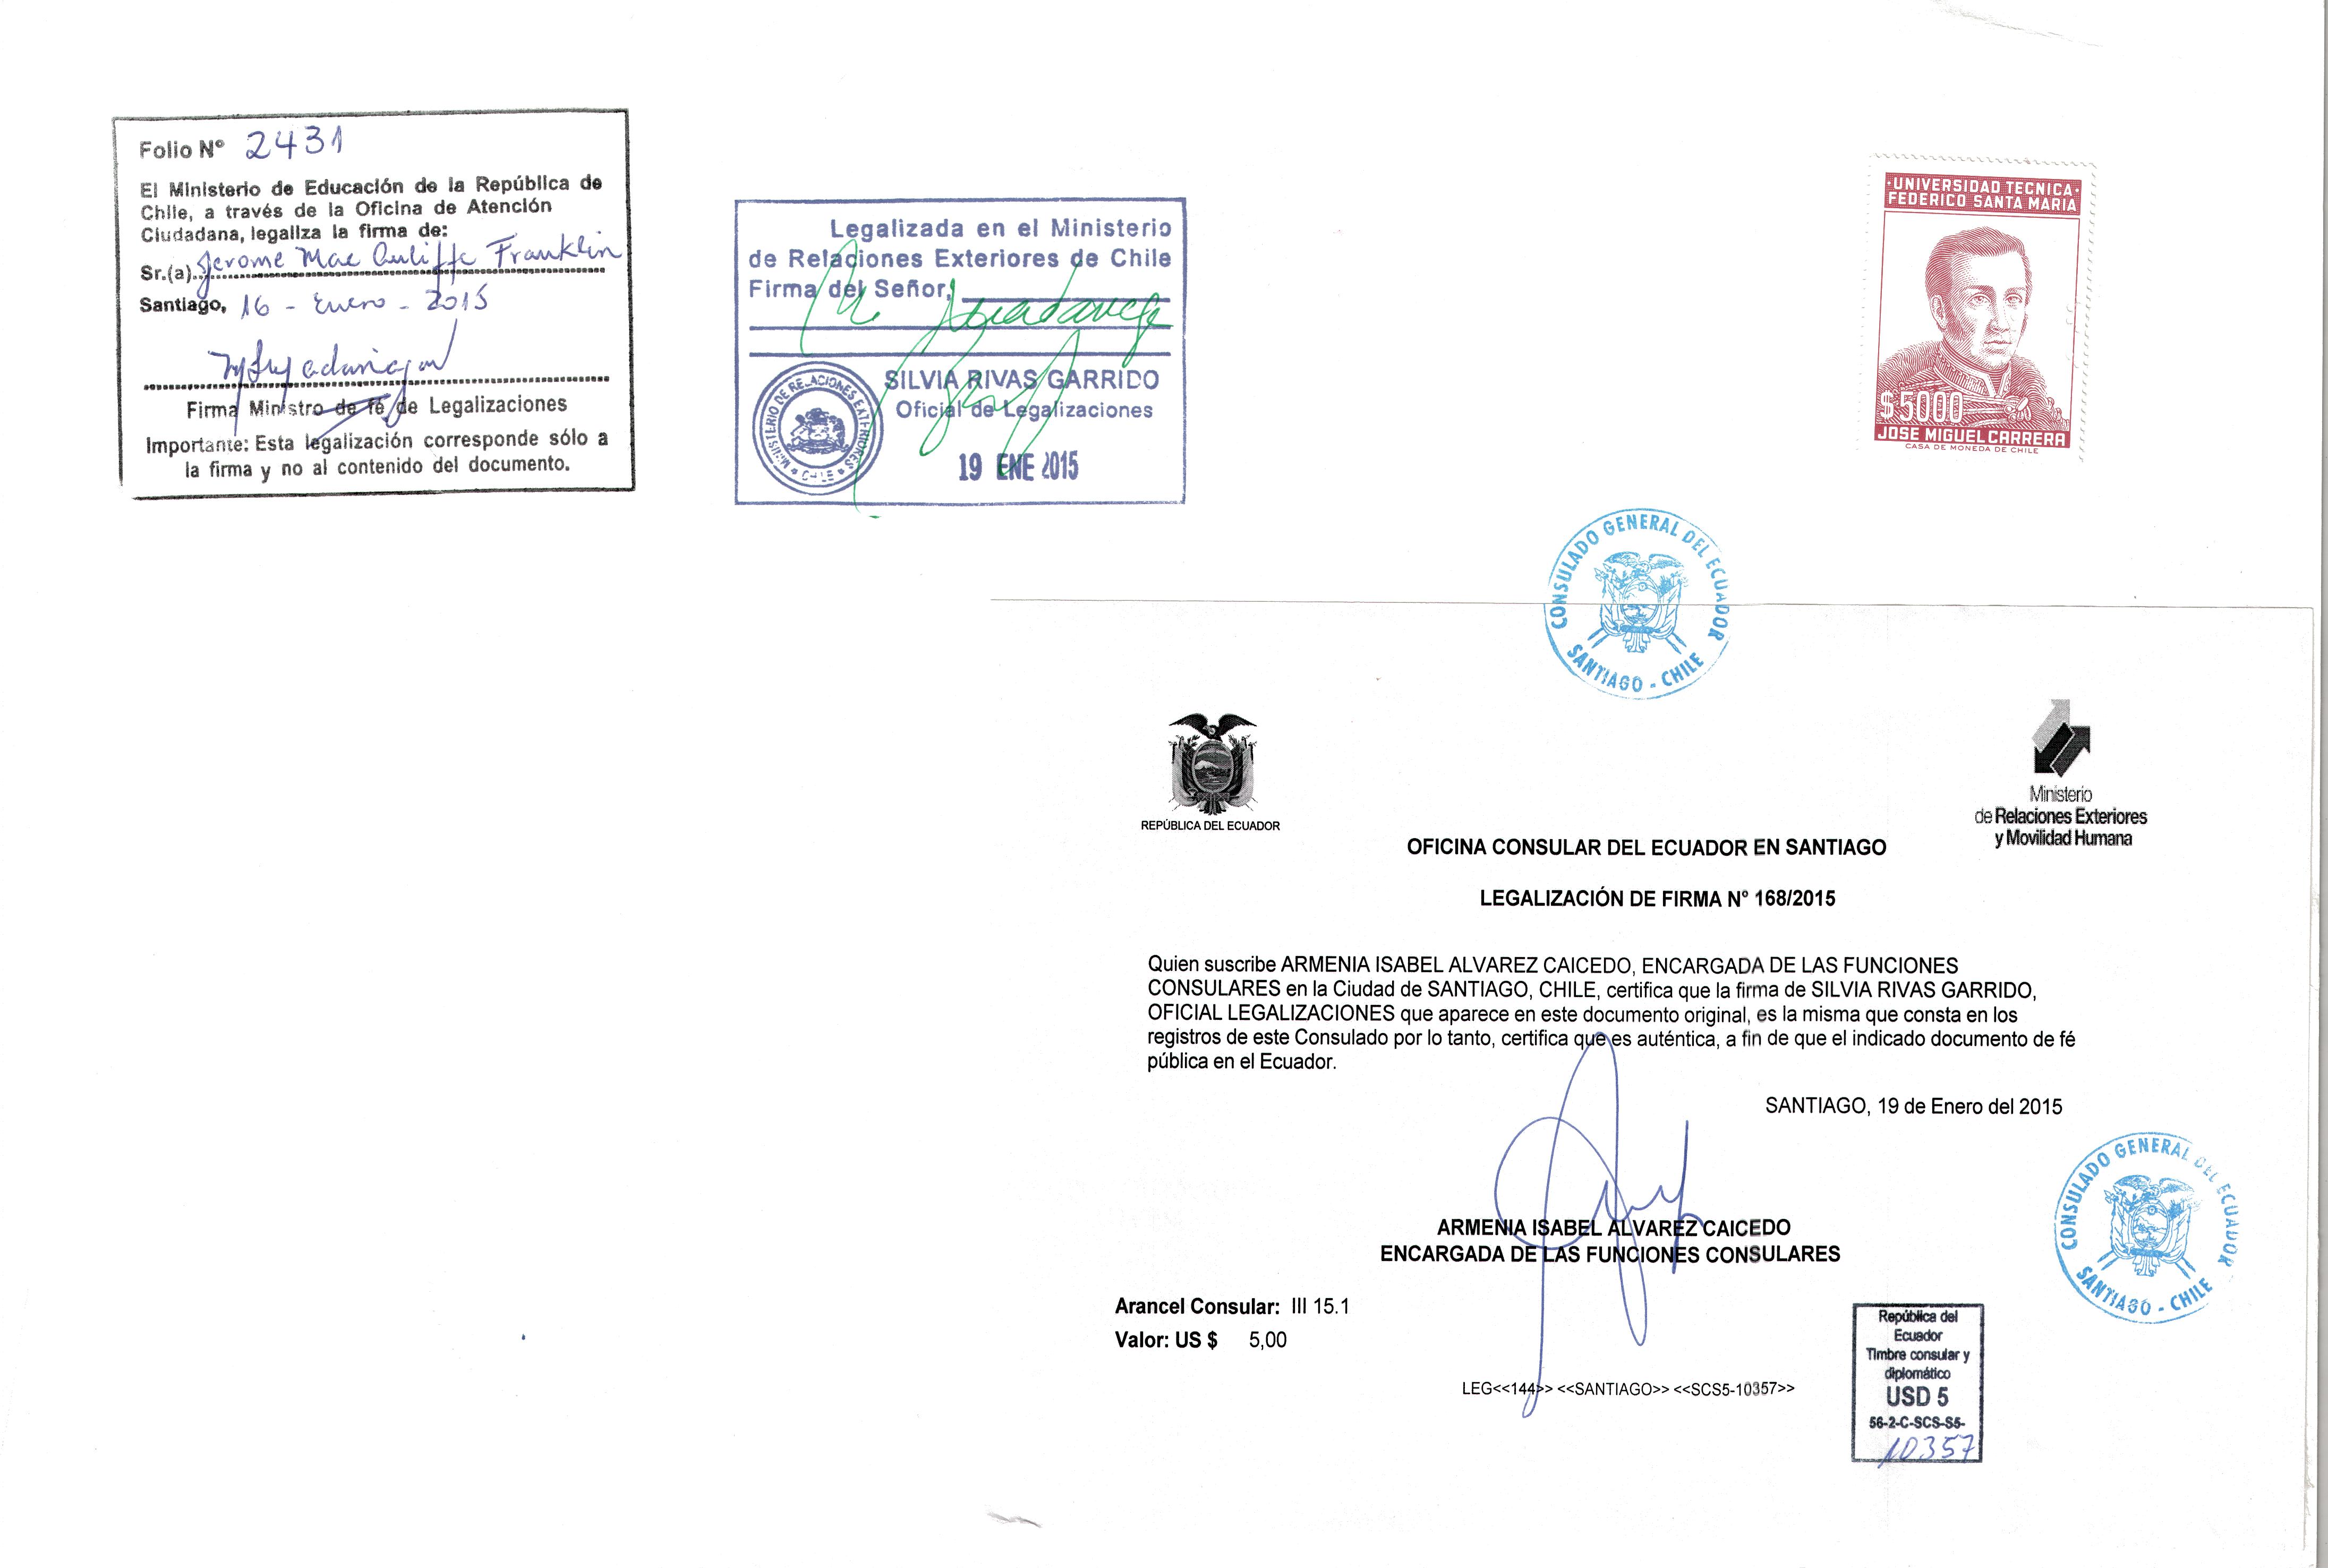 Folio Nº 2431
El Ministerio de Educación de la República de
Chile, a través de la Oficina de Atención
Ciudadana, legaliza la firma de:
Sr.(a) Jerome Mac Auliffe Franklin
Santiago, 16 - Enero - 2015
Firma Ministro de fé de Legalizaciones
Importante: Esta legalización corresponde sólo a
la firma y no al contenido del documento.
Legalizada en el Ministerio
de Relaciones Exteriores de Chile
Firma del Señor,
SILVIA RIVAS GARRIDO
Oficial de Legalizaciones
19 ENE 2015
MINISTERIO DE RELACIONES EXTERIORES
CHILE
·UNIVERSIDAD TECNICA·
FEDERICO SANTA MARIA
$5000
JOSE MIGUEL CARRERA
CASA DE MONEDA DE CHILE
CONSULADO GENERAL DEL ECUADOR
SANTIAGO - CHILE
REPÚBLICA DEL ECUADOR
Ministerio
de Relaciones Exteriores
y Movilidad Humana
OFICINA CONSULAR DEL ECUADOR EN SANTIAGO
LEGALIZACIÓN DE FIRMA Nº 168/2015
Quien suscribe ARMENIA ISABEL ALVAREZ CAICEDO, ENCARGADA DE LAS FUNCIONES
CONSULARES en la Ciudad de SANTIAGO, CHILE, certifica que la firma de SILVIA RIVAS GARRIDO,
OFICIAL LEGALIZACIONES que aparece en este documento original, es la misma que consta en los
registros de este Consulado por lo tanto, certifica que es auténtica, a fin de que el indicado documento de fé
pública en el Ecuador.
SANTIAGO, 19 de Enero del 2015
CONSULADO GENERAL DEL ECUADOR
SANTIAGO - CHILE
ARMENIA ISABEL ALVAREZ CAICEDO
ENCARGADA DE LAS FUNCIONES CONSULARES
Arancel Consular: III 15.1
Valor: US $ 5,00
LEG<<144>> <<SANTIAGO>> <<SCS5-10357>>
República del
Ecuador
Timbre consular y
diplomático
USD 5
56-2-C-SCS-S5-
10357